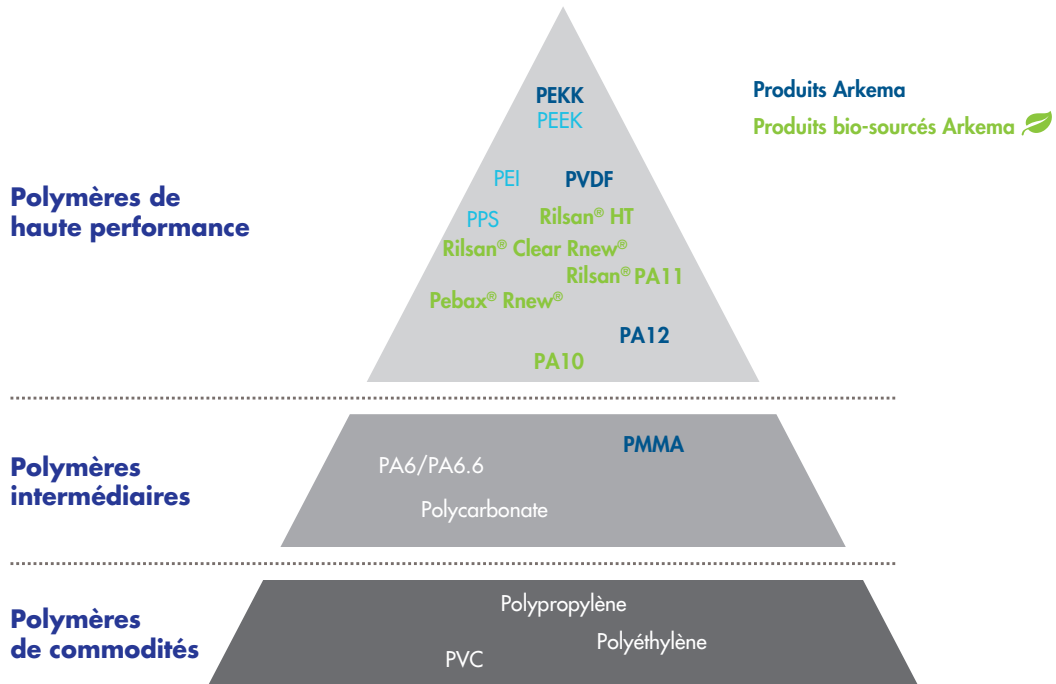 PEKK
PEEK
Produits Arkema
Produits bio-sourcés Arkema
Polymères de
haute performance
PEI
PVDF
PPS
Rilsan® HT
Rilsan® Clear Rnew®
Rilsan® PA11
Pebax® Rnew®
PA12
PA10
Polymères
intermédiaires
PMMA
PA6/PA6.6
Polycarbonate
Polymères
de commodités
Polypropylène
Polyéthylène
PVC